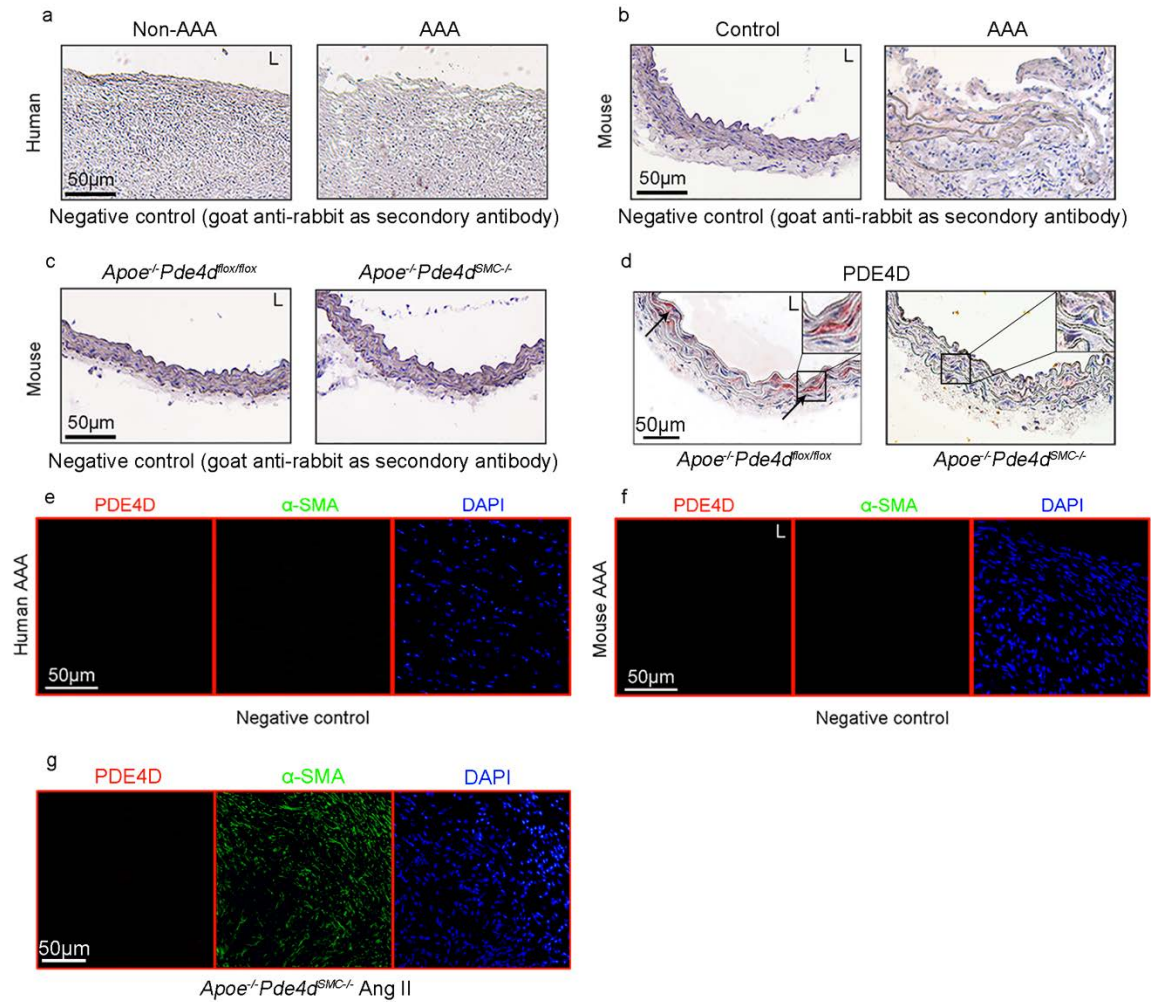 a
Non-AAA
AAA
Human
L
50μm
Negative control (goat anti-rabbit as secondory antibody)
b
Control
AAA
Mouse
L
50μm
Negative control (goat anti-rabbit as secondory antibody)
c
Apoe-/-Pde4dflox/flox
Apoe-/-Pde4dSMC-/-
Mouse
L
50μm
Negative control (goat anti-rabbit as secondory antibody)
d
PDE4D
L
50μm
Apoe-/-Pde4dflox/flox
Apoe-/-Pde4dSMC-/-
e
PDE4D
α-SMA
DAPI
Human AAA
50μm
Negative control
f
PDE4D
α-SMA
DAPI
Mouse AAA
L
50μm
Negative control
g
PDE4D
α-SMA
DAPI
50μm
Apoe-/-Pde4dSMC-/- Ang II